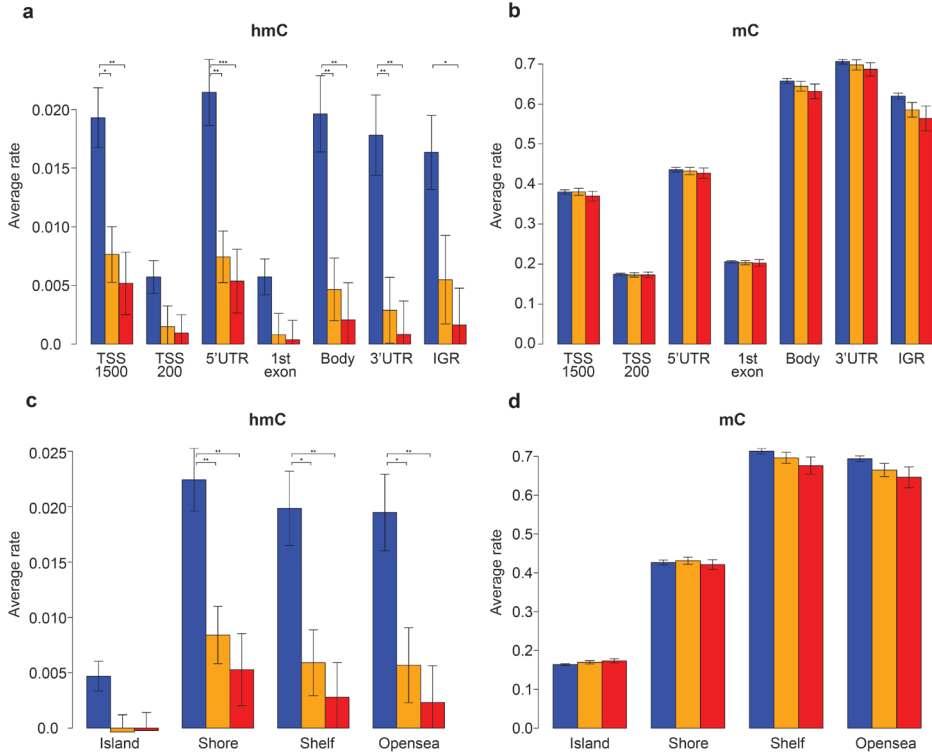 a
hmC
** 
*
***
**
**
**
**
**
*
Average rate
0.020
0.015
0.010
0.005
0.0
TSS 1500
TSS 200
5'UTR
1st exon
Body
3'UTR
IGR
b
mC
Average rate
0.7
0.6
0.5
0.4
0.3
0.2
0.1
0.0
TSS 1500
TSS 200
5'UTR
1st exon
Body
3'UTR
IGR
c
hmC
**
**
**
*
**
*
Average rate
0.025
0.020
0.015
0.010
0.005
0.0
Island
Shore
Shelf
Opensea
d
mC
Average rate
0.7
0.6
0.5
0.4
0.3
0.2
0.1
0.0
Island
Shore
Shelf
Opensea